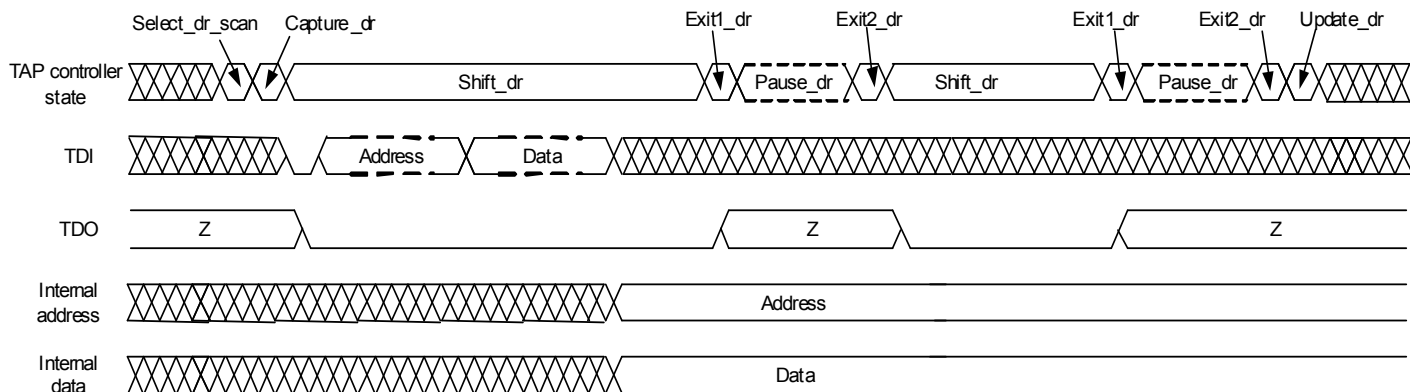 Select_dr_scan Capture_dr Exit1_dr Exit2_dr Exit1_dr Exit2_dr Update_dr
TAP controller
state
Shift_dr Pause_dr Shift_dr Pause_dr
TDI Address Data
TDO Z Z Z
Internal
address
Address
Internal
data
Data